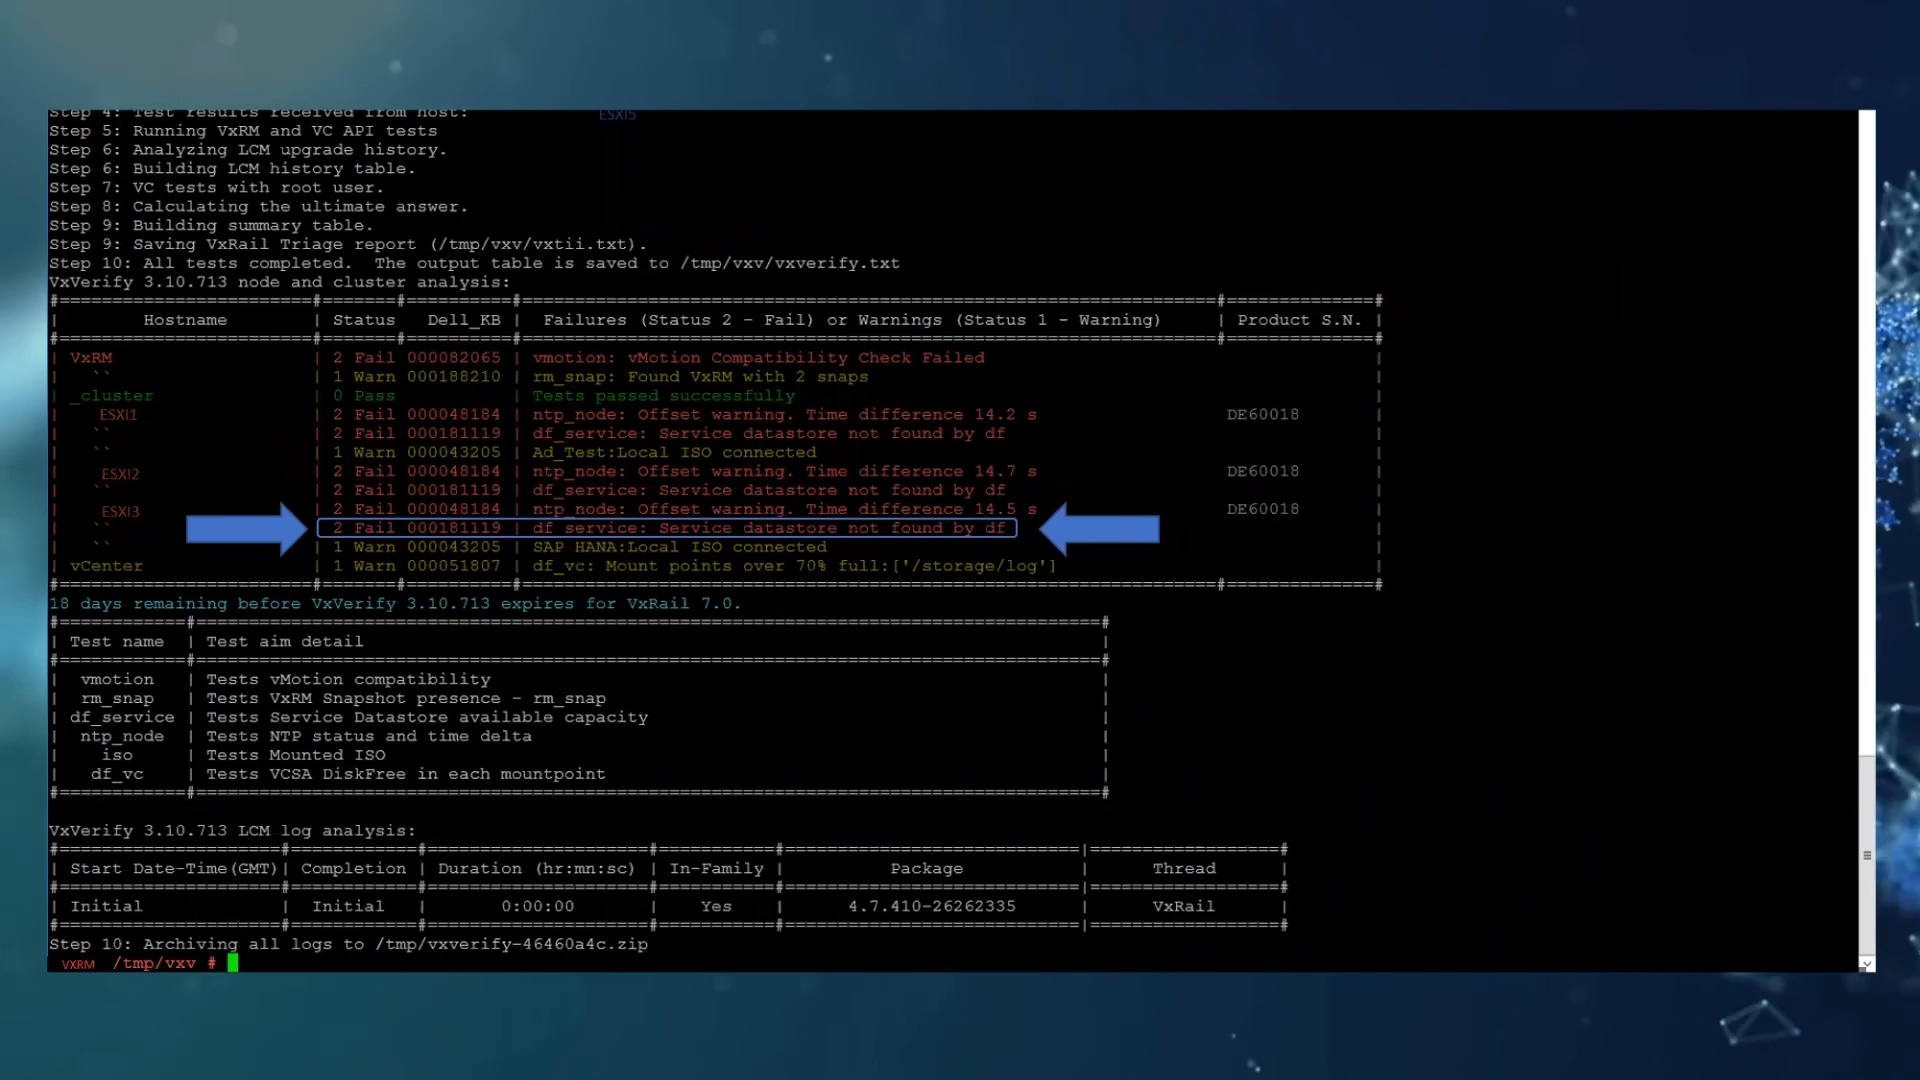 Step 4: Test results received from host: ESXI5
Step 5: Running VxRM and VC API tests
Step 6: Analyzing LCM upgrade history.
Step 6: Building LCM history table.
Step 7: VC tests with root user.
Step 8: Calculating the ultimate answer.
Step 9: Building summary table.
Step 9: Saving VxRail Triage report (/tmp/vxv/vxtii.txt).
Step 10: All tests completed.  The output table is saved to /tmp/vxv/vxverify.txt
VxVerify 3.10.713 node and cluster analysis:
| Hostname | Status Dell_KB | Failures (Status 2 - Fail) or Warnings (Status 1 - Warning) | Product S.N. |
| VxRM | 2 Fail 000082065 | vmotion: vMotion Compatibility Check Failed |
| `` | 1 Warn 000188210 | rm_snap: Found VxRM with 2 snaps |
| _cluster | 0 Pass | Tests passed successfully |
| ESXI1 | 2 Fail 000048184 | ntp_node: Offset warning. Time difference 14.2 s DE60018 |
| `` | 2 Fail 000181119 | df_service: Service datastore not found by df |
| `` | 1 Warn 000043205 | Ad_Test:Local ISO connected |
| ESXI2 | 2 Fail 000048184 | ntp_node: Offset warning. Time difference 14.7 s DE60018 |
| `` | 2 Fail 000181119 | df_service: Service datastore not found by df |
| ESXI3 | 2 Fail 000048184 | ntp_node: Offset warning. Time difference 14.5 s DE60018 |
| `` | 2 Fail 000181119 | df_service: Service datastore not found by df |
| `` | 1 Warn 000043205 | SAP HANA:Local ISO connected |
| vCenter | 1 Warn 000051807 | df_vc: Mount points over 70% full:['/storage/log'] |
18 days remaining before VxVerify 3.10.713 expires for VxRail 7.0.
| Test name | Test aim detail |
| vmotion | Tests vMotion compatibility |
| rm_snap | Tests VxRM Snapshot presence - rm_snap |
| df_service | Tests Service Datastore available capacity |
| ntp_node | Tests NTP status and time delta |
| iso | Tests Mounted ISO |
| df_vc | Tests VCSA DiskFree in each mountpoint |
VxVerify 3.10.713 LCM log analysis:
| Start Date-Time(GMT)| Completion | Duration (hr:mn:sc) | In-Family | Package | Thread |
| Initial | Initial | 0:00:00 | Yes | 4.7.410-26262335 | VxRail |
Step 10: Archiving all logs to /tmp/vxverify-46460a4c.zip
VXRM /tmp/vxv #